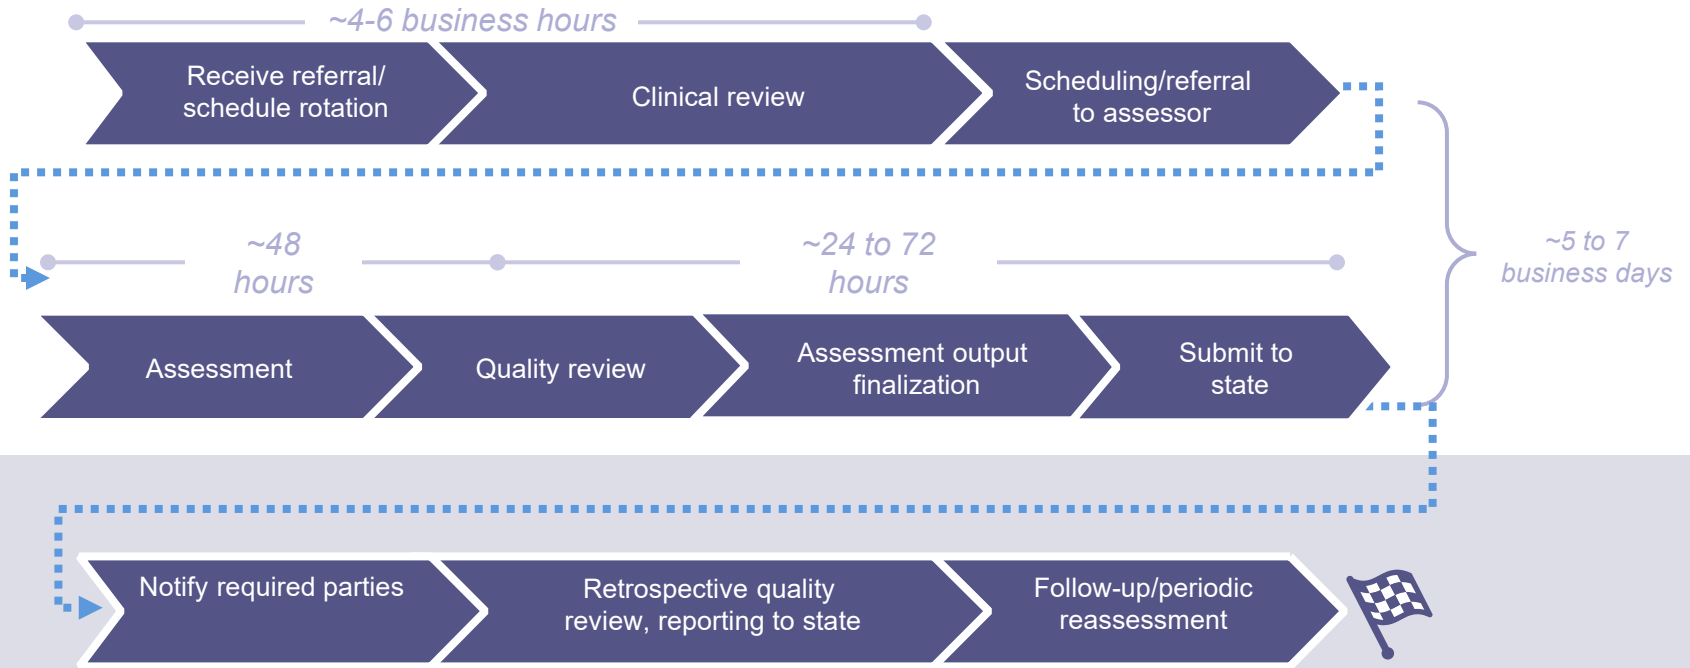 ~4-6 business hours
Receive referral/
schedule rotation
Clinical review
Scheduling/referral
to assessor
~48
hours
~24 to 72
hours
~5 to 7
business days
Assessment
Quality review
Assessment output
finalization
Submit to
state
Notify required parties
Retrospective quality
review, reporting to state
Follow-up/periodic
reassessment